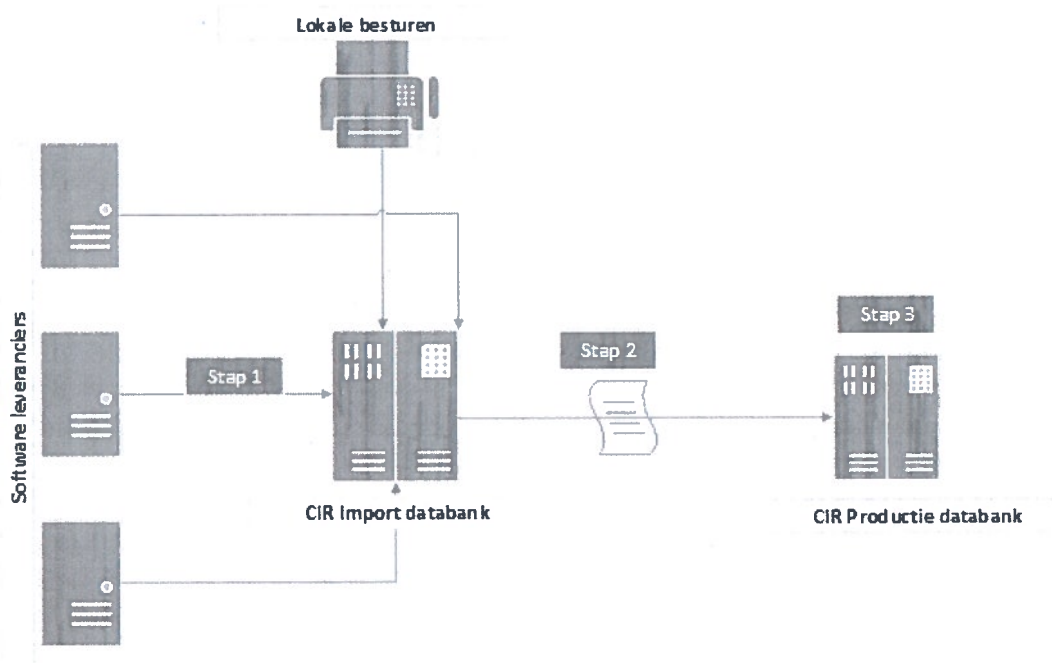 Lokale besturen
Software leveranciers
Stap 1
Stap 2
Stap 3
CIR Import databank
CIR Productie databank